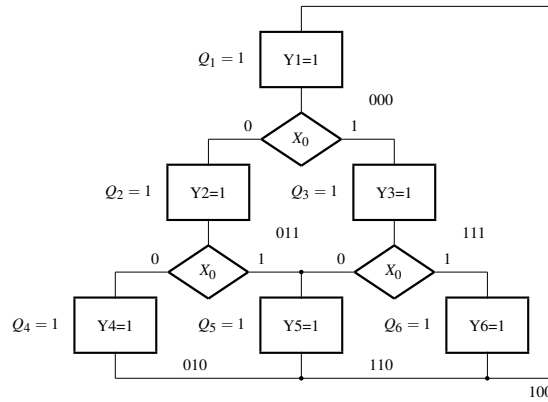 Q1 = 1 Y1=1
000
0 X0 1
Q2 = 1 Y2=1 Q3 = 1 Y3=1
011 111
0 X0 1 0 X0 1
Q4 = 1 Y4=1 Q5 = 1 Y5=1 Q6 = 1 Y6=1
010 110
100